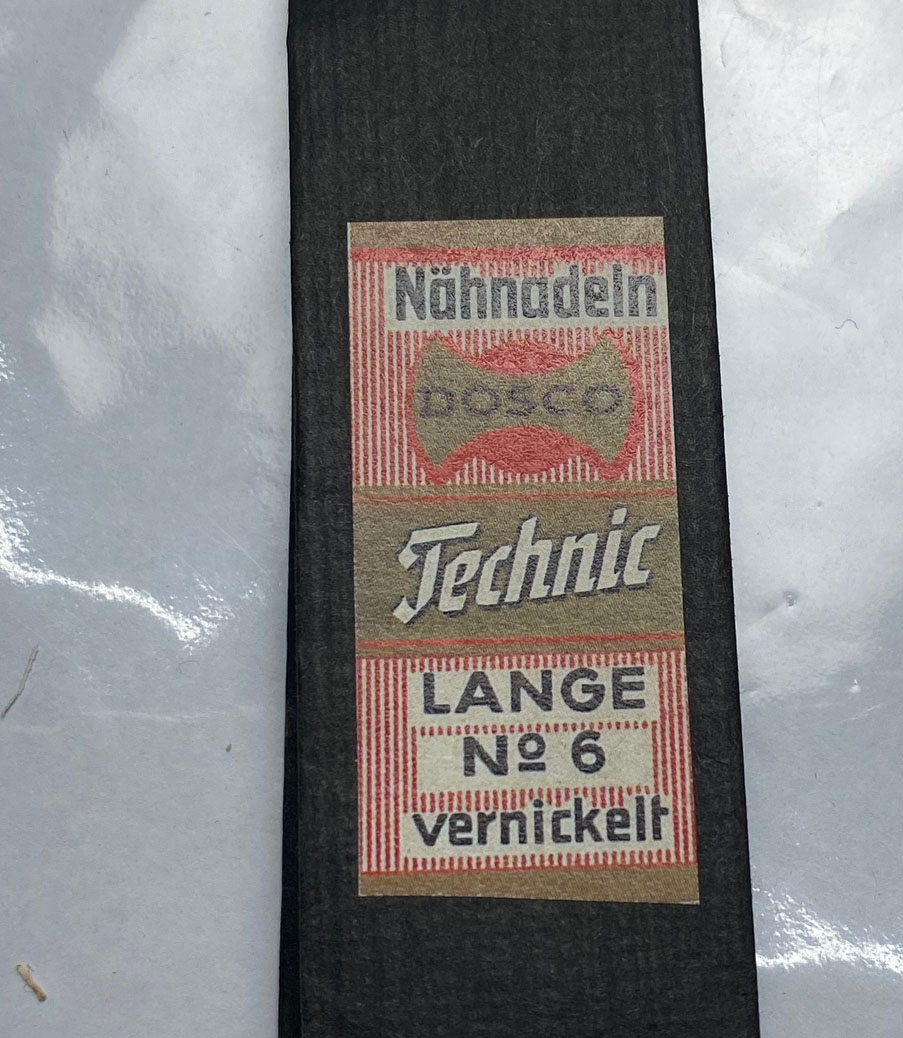 Nähnadeln
DOSCO
Technic
LANGE
Nº 6
vernickelt